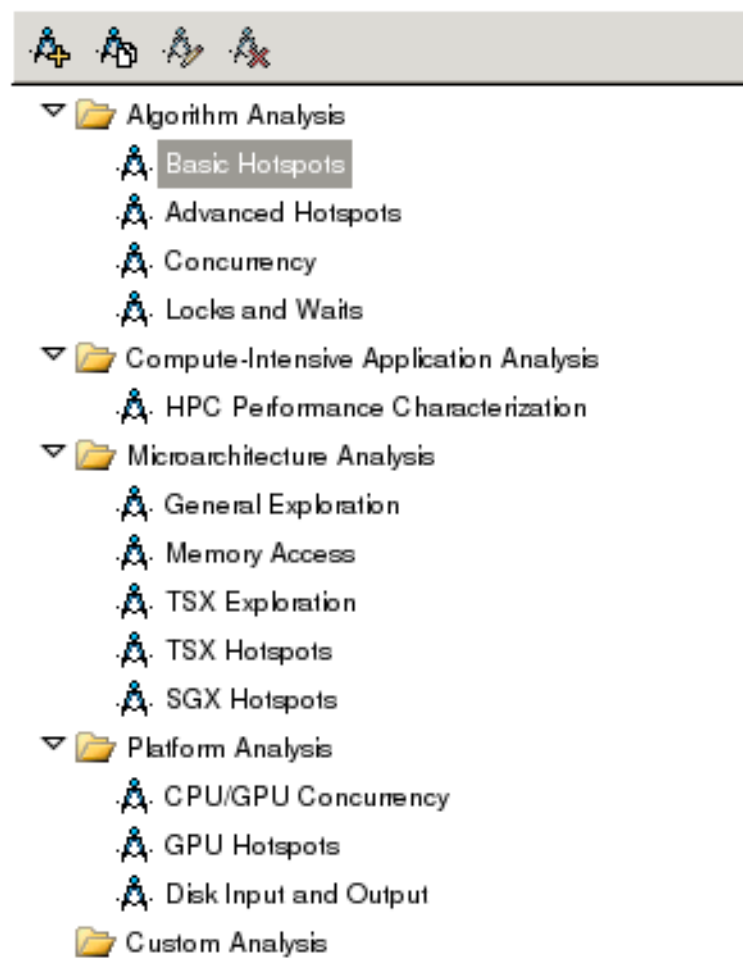 Algorithm Analysis
Basic Hotspots
Advanced Hotspots
Concurrency
Locks and Waits
Compute-Intensive Application Analysis
HPC Performance Characterization
Microarchitecture Analysis
General Exploration
Memory Access
TSX Exploration
TSX Hotspots
SGX Hotspots
Platform Analysis
CPU/GPU Concurrency
GPU Hotspots
Disk Input and Output
Custom Analysis